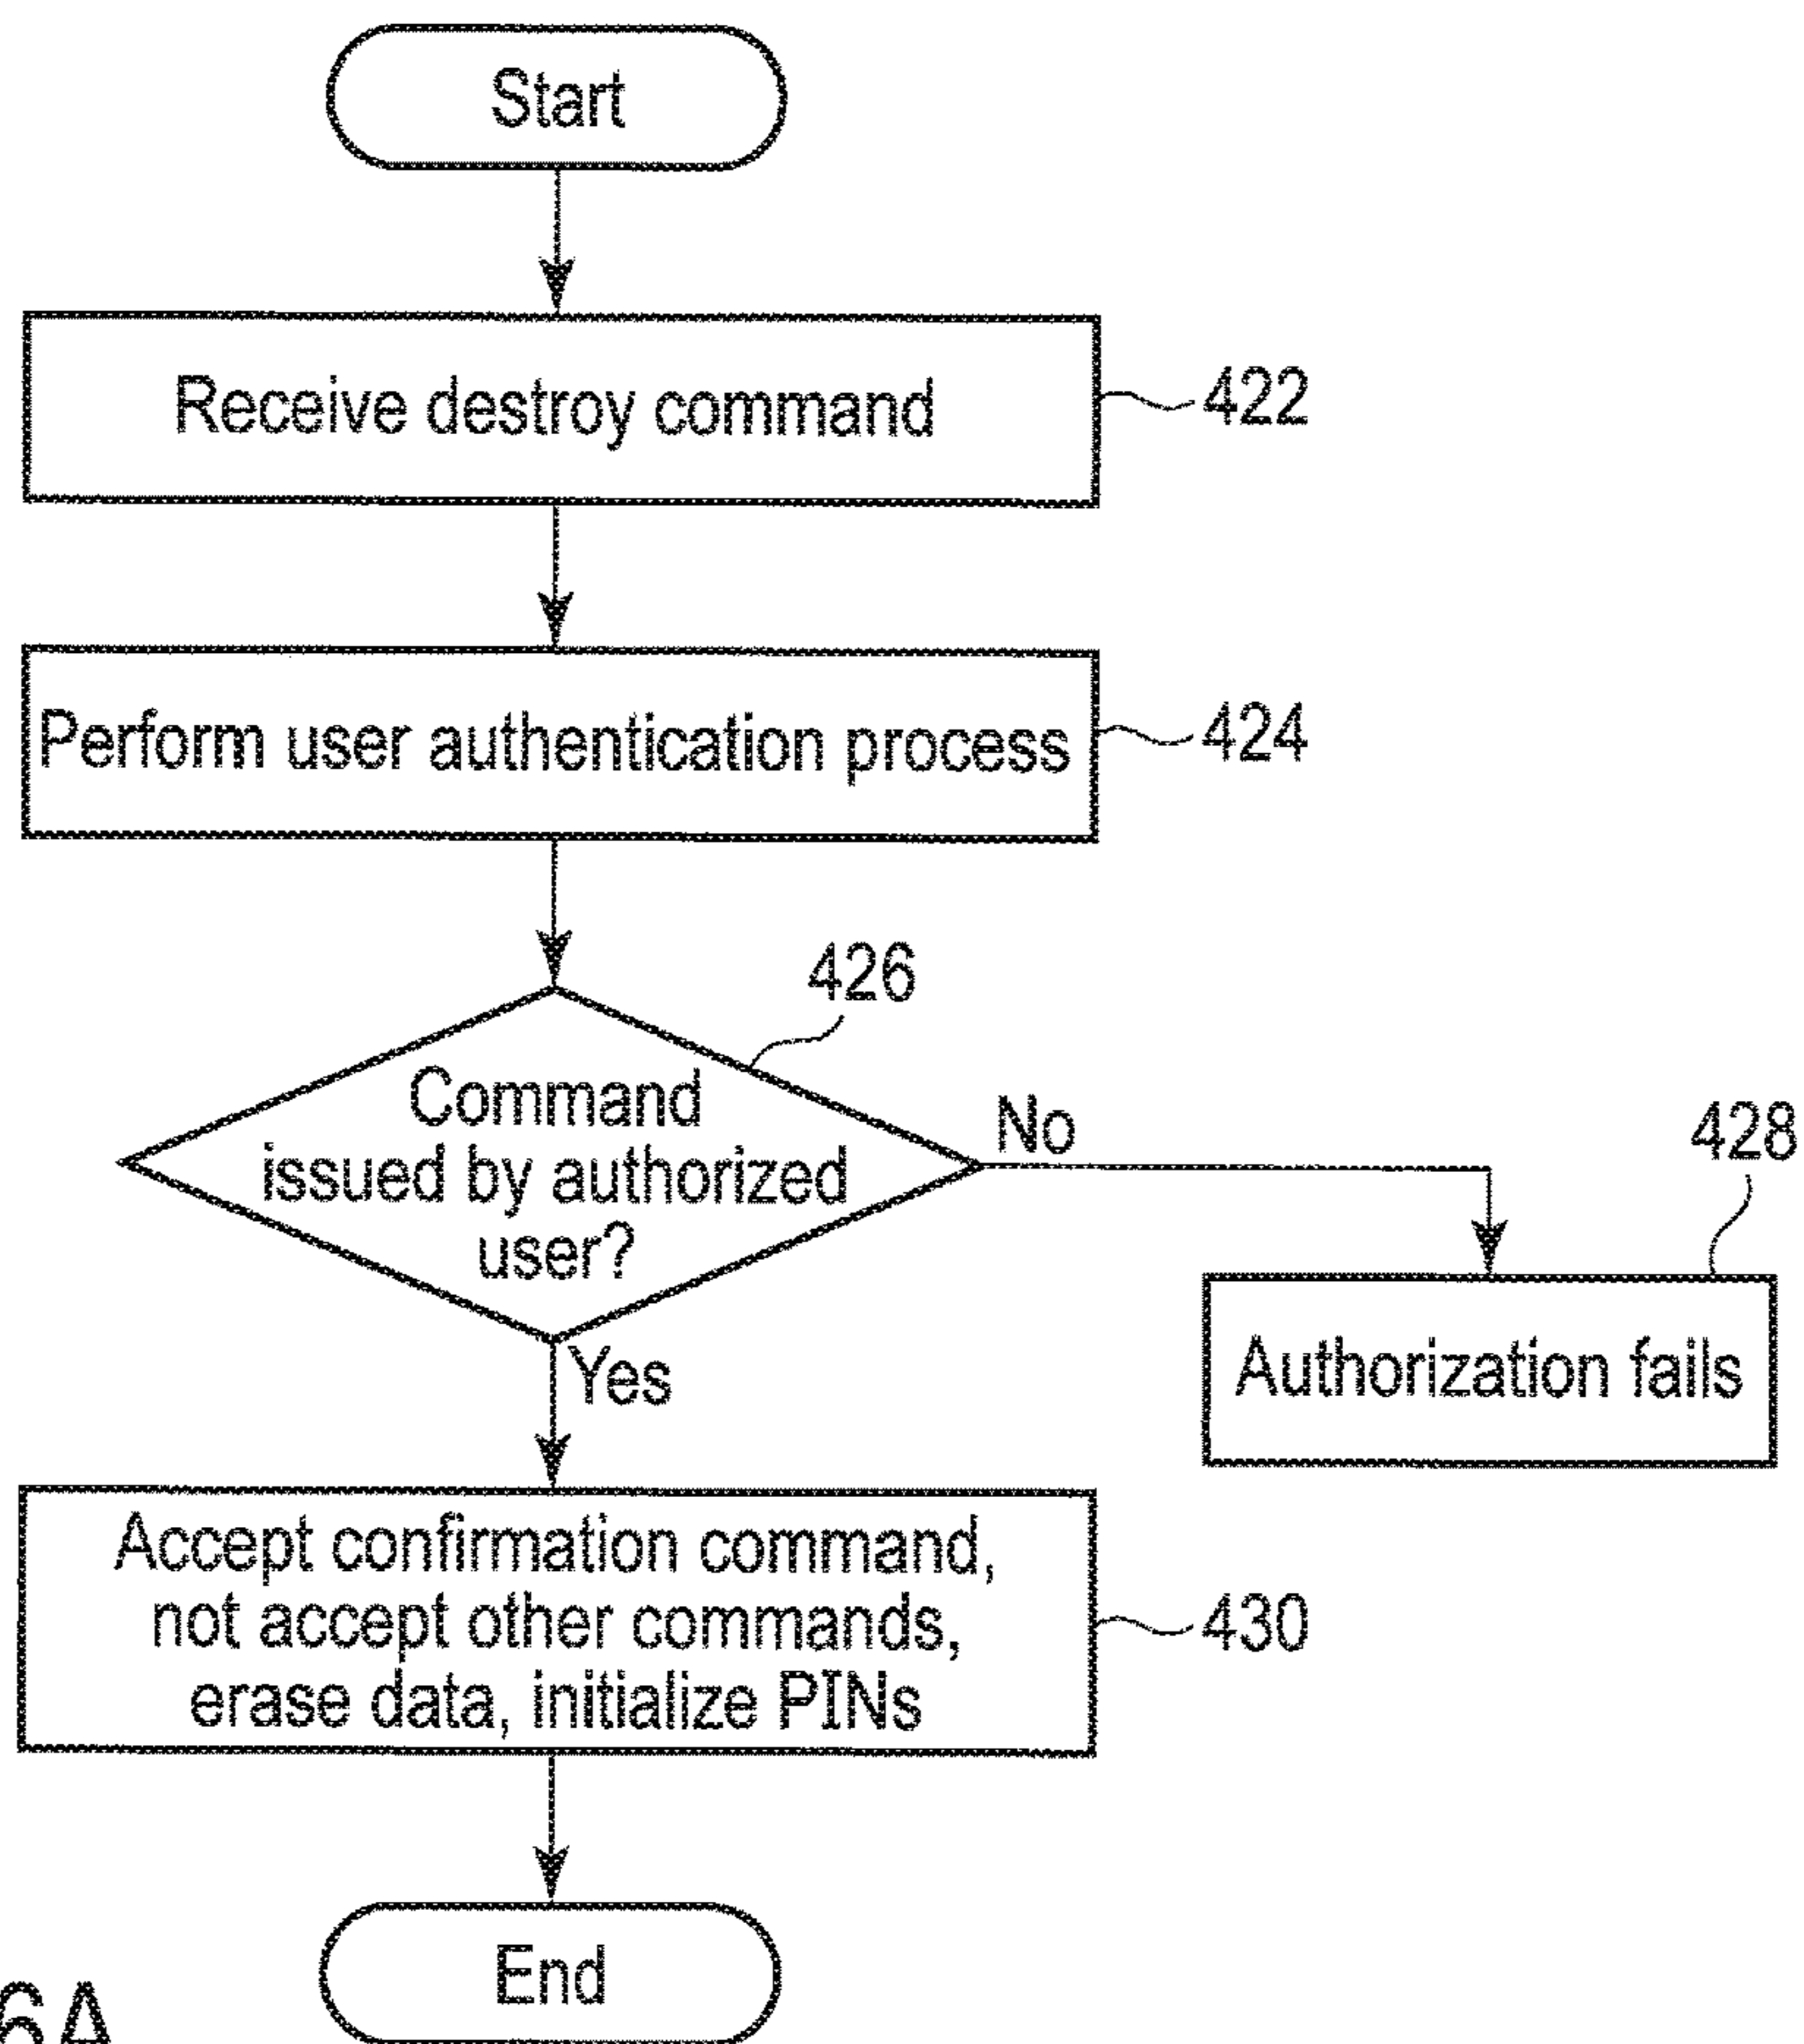 Start
Receive destroy command
422
Perform user authentication process
424
426
Command
issued by authorized
user?
No
428
Yes
Authorization fails
Accept confirmation command,
not accept other commands,
erase data, initialize PINs
430
End
6A